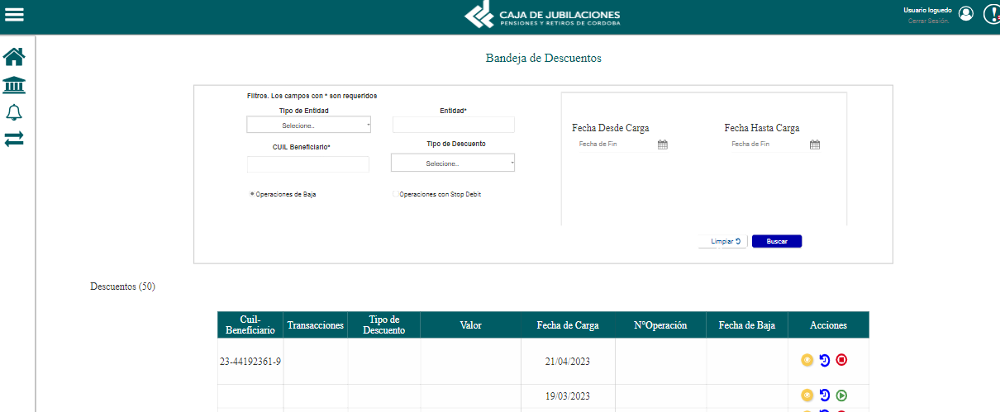 CAJA DE JUBILACIONES
PENSIONES Y RETIROS DE CORDOBA
Usuario loguedo
Cerrar Sesión.
Bandeja de Descuentos
Filtros. Los campos con * son requeridos
Tipo de Entidad
Entidad*
Selecione..
CUIL Beneficiario*
Tipo de Descuento
Selecione..
Operaciones de Baja
Operaciones con Stop Debit
Fecha Desde Carga
Fecha Hasta Carga
Fecha de Fin
Fecha de Fin
Limpiar
Buscar
Descuentos (50)
Cuil-Beneficiario Transacciones Tipo de Descuento Valor Fecha de Carga N°Operación Fecha de Baja Acciones
23-44192361-9 21/04/2023
19/03/2023